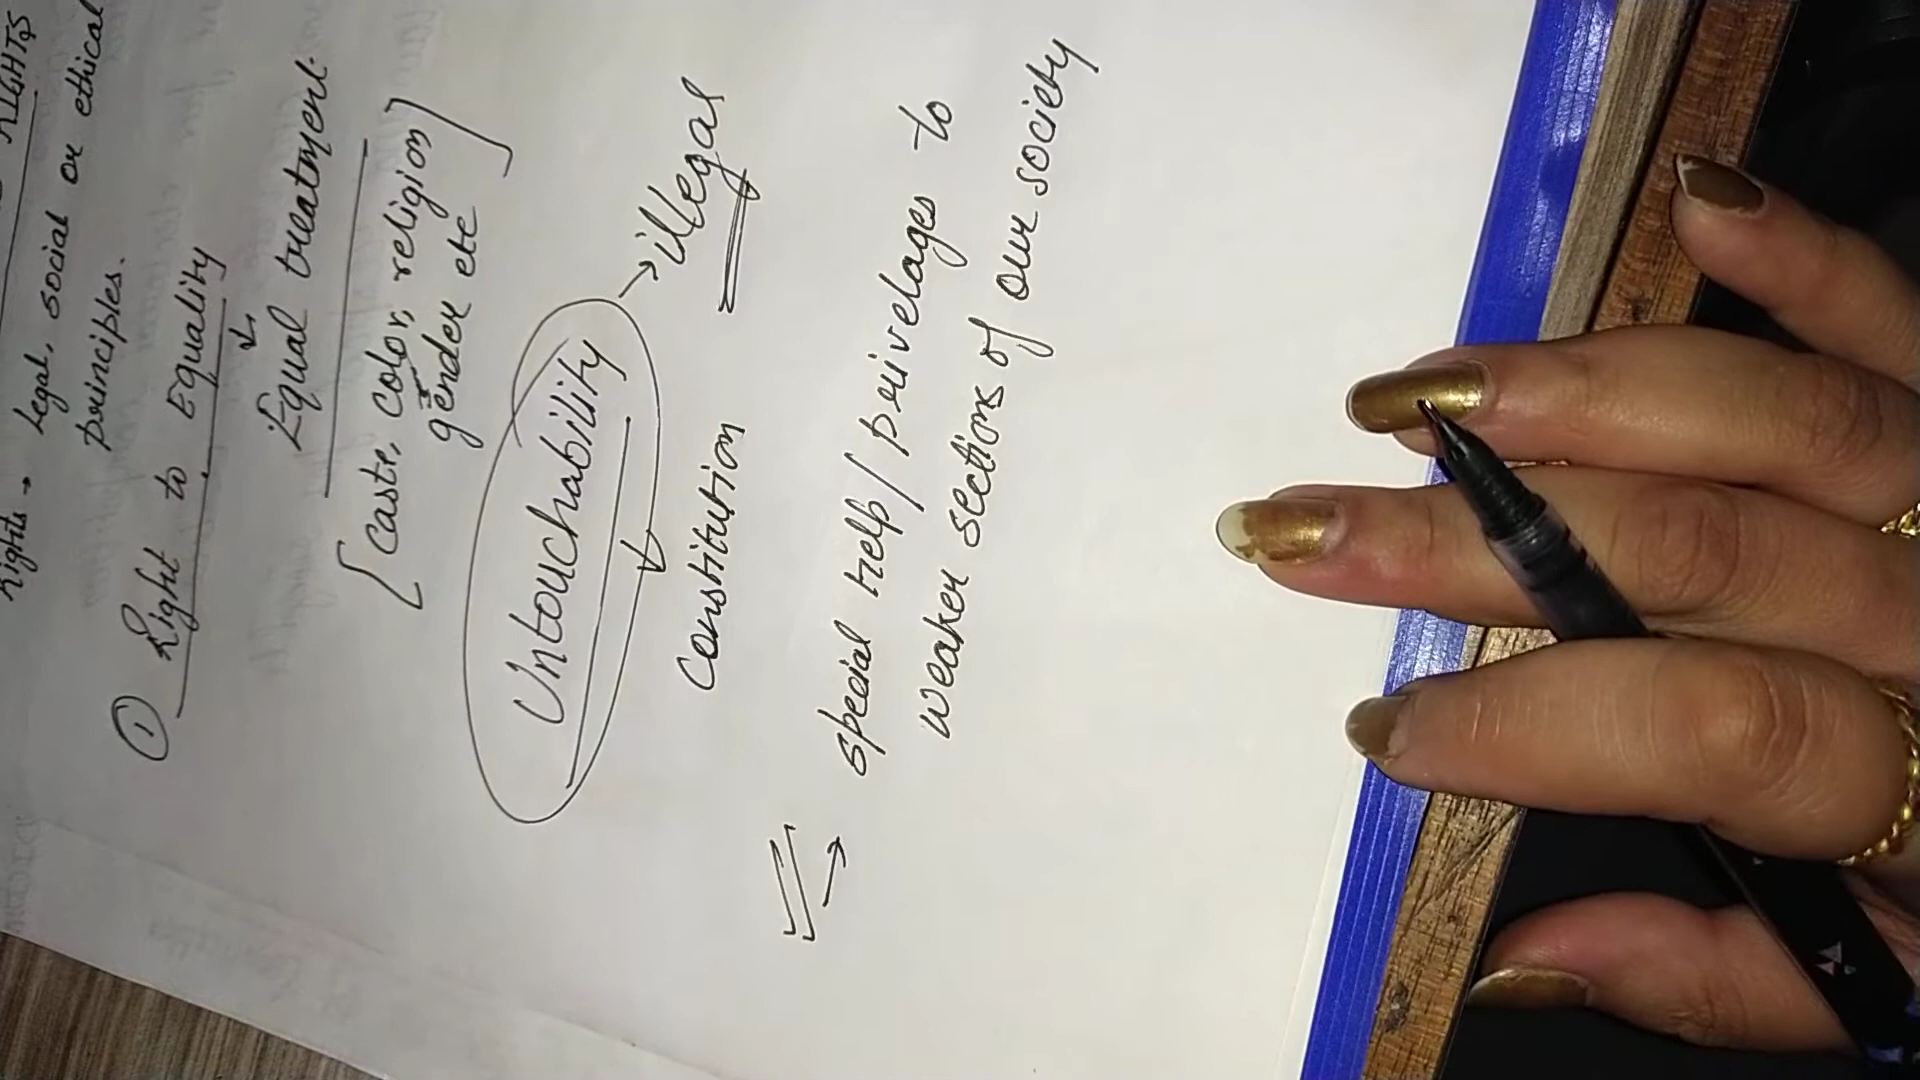 RIGHTS
Rights → Legal, social or ethical
principles.
① Right to Equality
↓
Equal treatment.
[caste, color, religion]
gender etc
Untouchability → illegal
↓
Constitution
→ special help/privelages to
weaker sections of our society